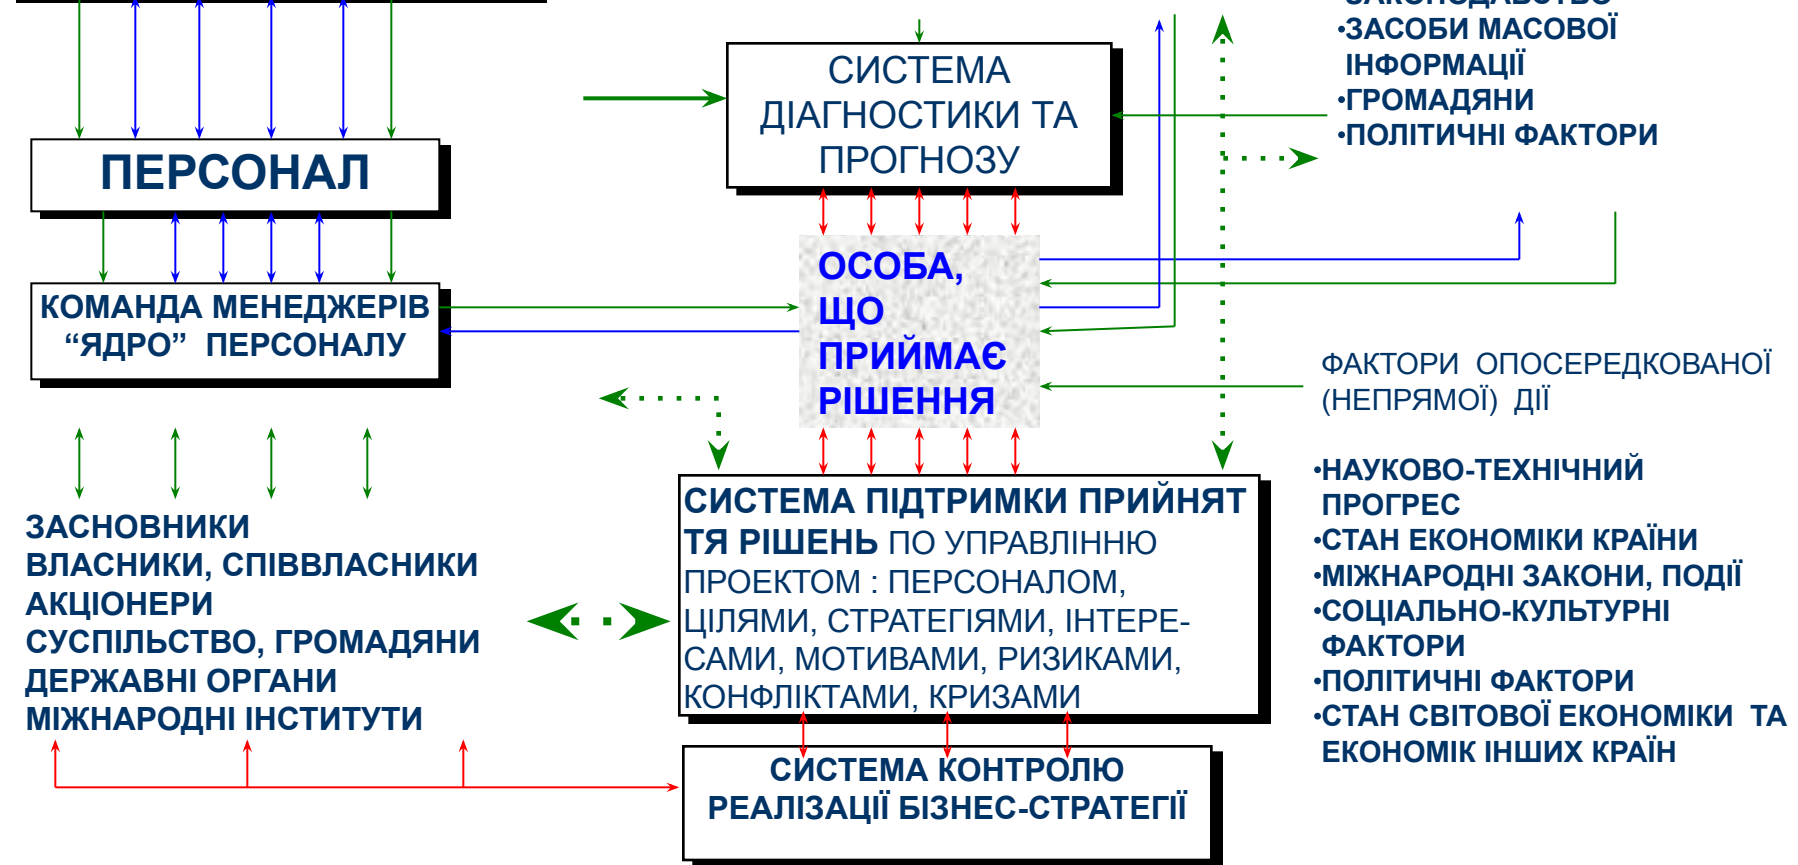 ЗАКОНОДАВСТВО
•ЗАСОБИ МАСОВОЇ
ІНФОРМАЦІЇ
•ГРОМАДЯНИ
•ПОЛІТИЧНІ ФАКТОРИ
СИСТЕМА
ДІАГНОСТИКИ ТА
ПРОГНОЗУ
ПЕРСОНАЛ
КОМАНДА МЕНЕДЖЕРІВ
“ЯДРО” ПЕРСОНАЛУ
ОСОБА,
ЩО
ПРИЙМАЄ
РІШЕННЯ
ФАКТОРИ ОПОСЕРЕДКОВАНОЇ
(НЕПРЯМОЇ) ДІЇ
•НАУКОВО-ТЕХНІЧНИЙ
ПРОГРЕС
•СТАН ЕКОНОМІКИ КРАЇНИ
•МІЖНАРОДНІ ЗАКОНИ, ПОДІЇ
•СОЦІАЛЬНО-КУЛЬТУРНІ
ФАКТОРИ
•ПОЛІТИЧНІ ФАКТОРИ
•СТАН СВІТОВОЇ ЕКОНОМІКИ ТА
ЕКОНОМІК ІНШИХ КРАЇН
ЗАСНОВНИКИ
ВЛАСНИКИ, СПІВВЛАСНИКИ
АКЦІОНЕРИ
СУСПІЛЬСТВО, ГРОМАДЯНИ
ДЕРЖАВНІ ОРГАНИ
МІЖНАРОДНІ ІНСТИТУТИ
СИСТЕМА ПІДТРИМКИ ПРИЙНЯТ
ТЯ РІШЕНЬ ПО УПРАВЛІННЮ
ПРОЕКТОМ : ПЕРСОНАЛОМ,
ЦІЛЯМИ, СТРАТЕГІЯМИ, ІНТЕРЕ-
САМИ, МОТИВАМИ, РИЗИКАМИ,
КОНФЛІКТАМИ, КРИЗАМИ
СИСТЕМА КОНТРОЛЮ
РЕАЛІЗАЦІЇ БІЗНЕС-СТРАТЕГІЇ